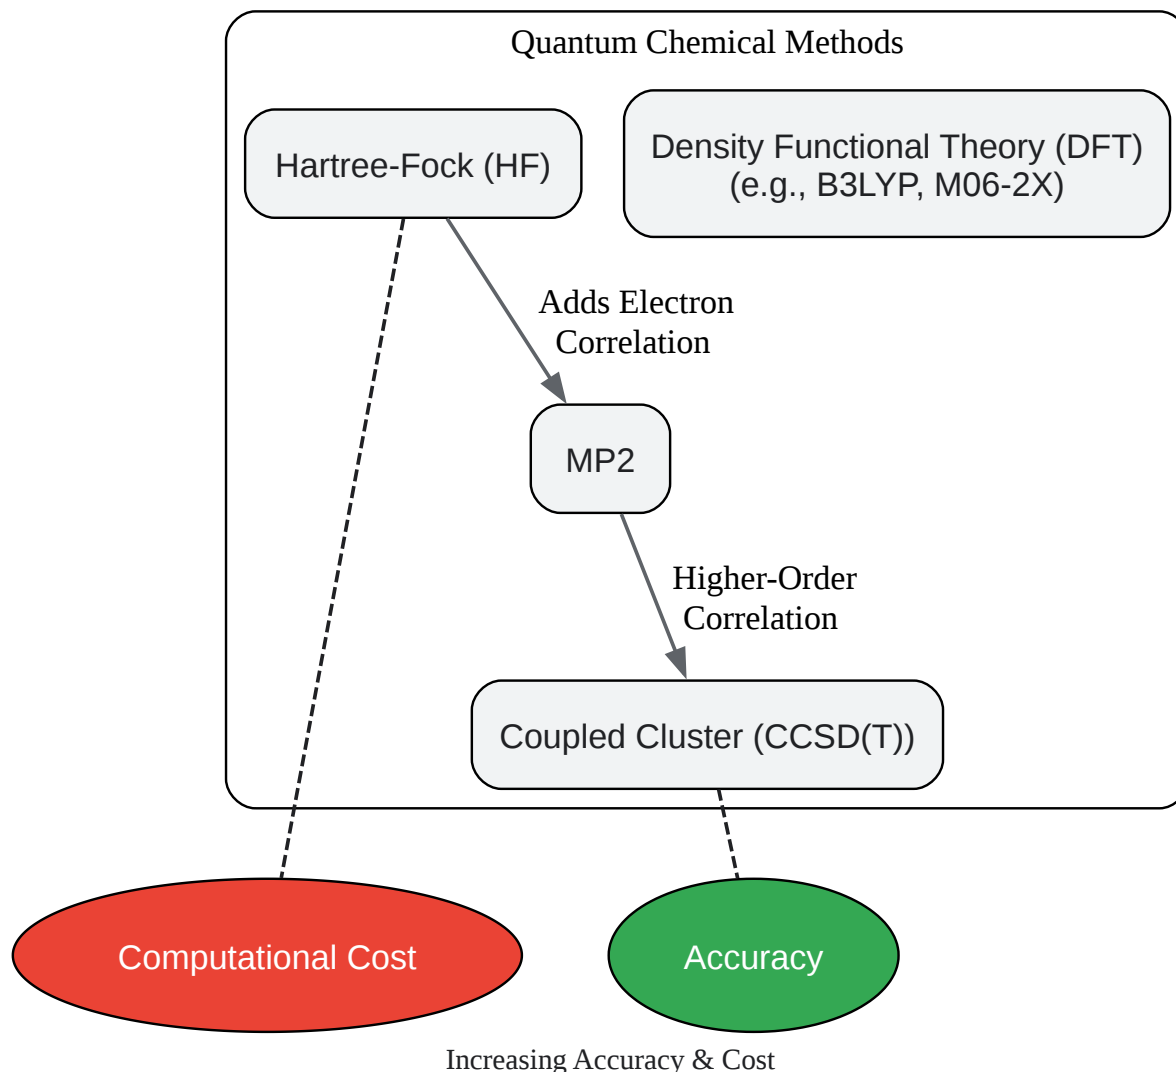 Quantum Chemical Methods
Hartree-Fock (HF)
Density Functional Theory (DFT)
(e.g., B3LYP, M06-2X)
Adds Electron
Correlation
MP2
Higher-Order
Correlation
Coupled Cluster (CCSD(T))
Computational Cost
Accuracy
Increasing Accuracy & Cost